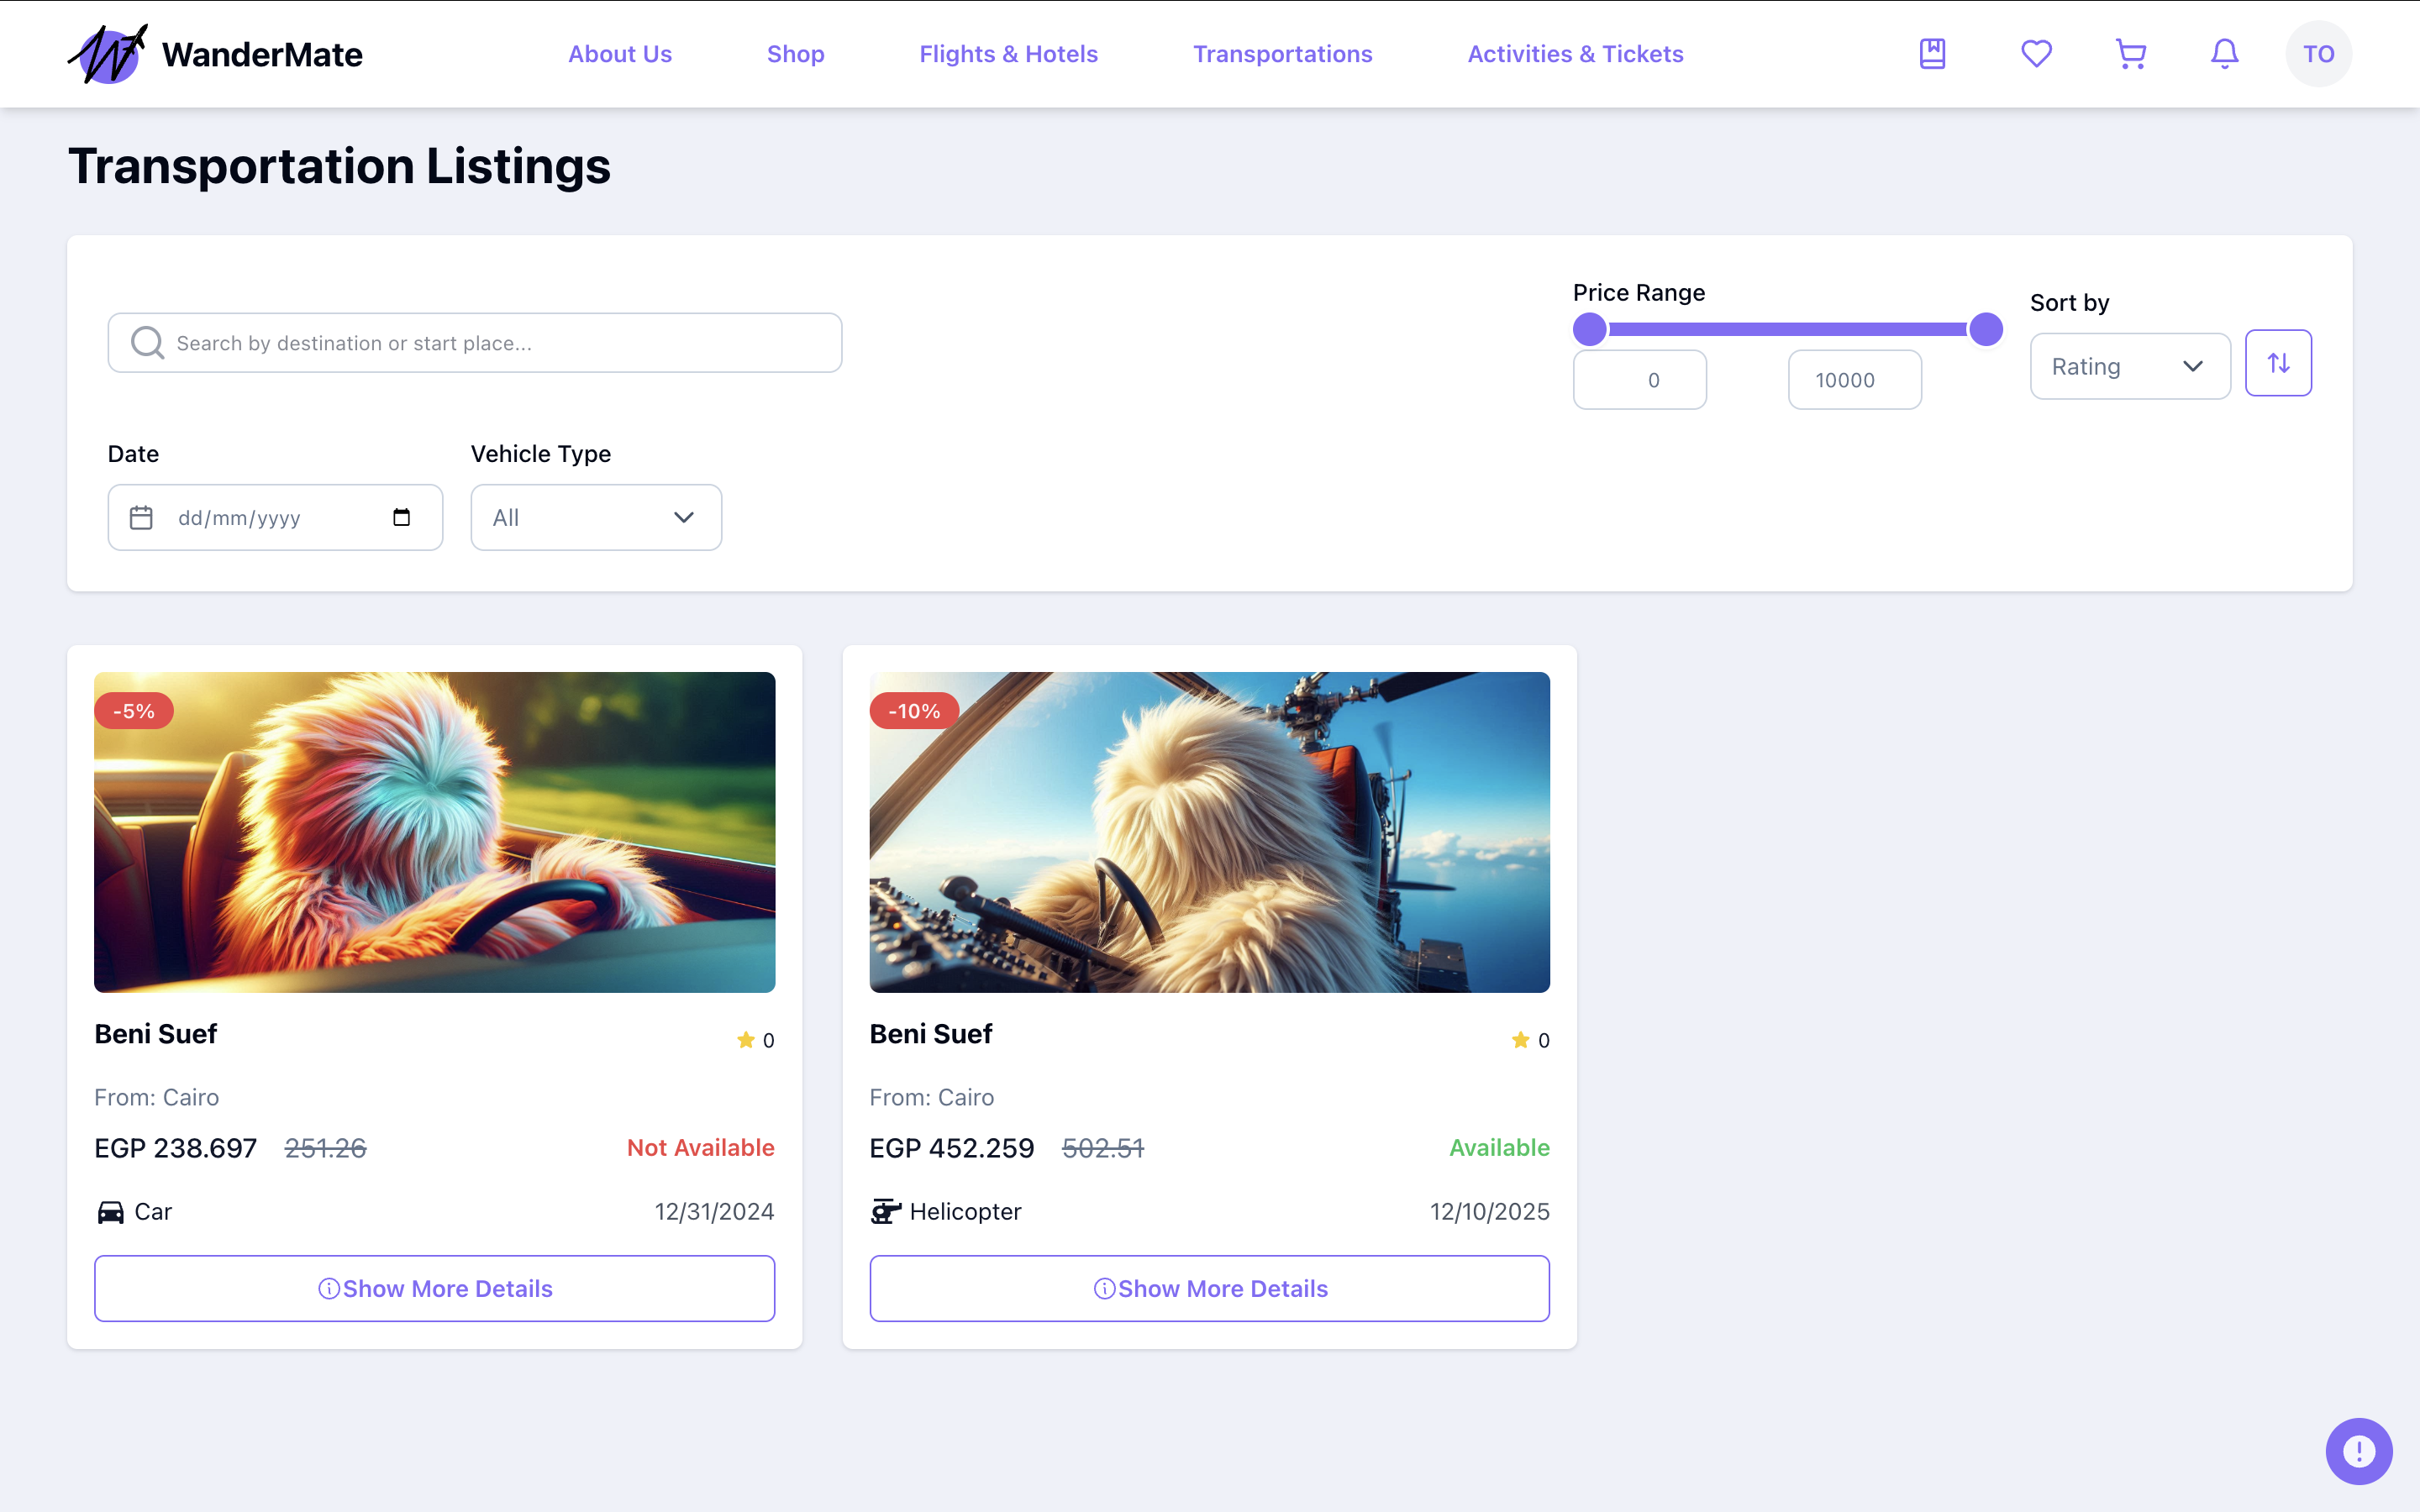 WanderMate
About Us
Shop
Flights & Hotels
Transportations
Activities & Tickets
TO
Transportation Listings
Search by destination or start place...
Price Range
0
10000
Sort by
Rating
Date
dd/mm/yyyy
Vehicle Type
All
-5%
Beni Suef
0
From: Cairo
EGP 238.697 251.26 Not Available
Car 12/31/2024
Show More Details
-10%
Beni Suef
0
From: Cairo
EGP 452.259 502.51 Available
Helicopter 12/10/2025
Show More Details